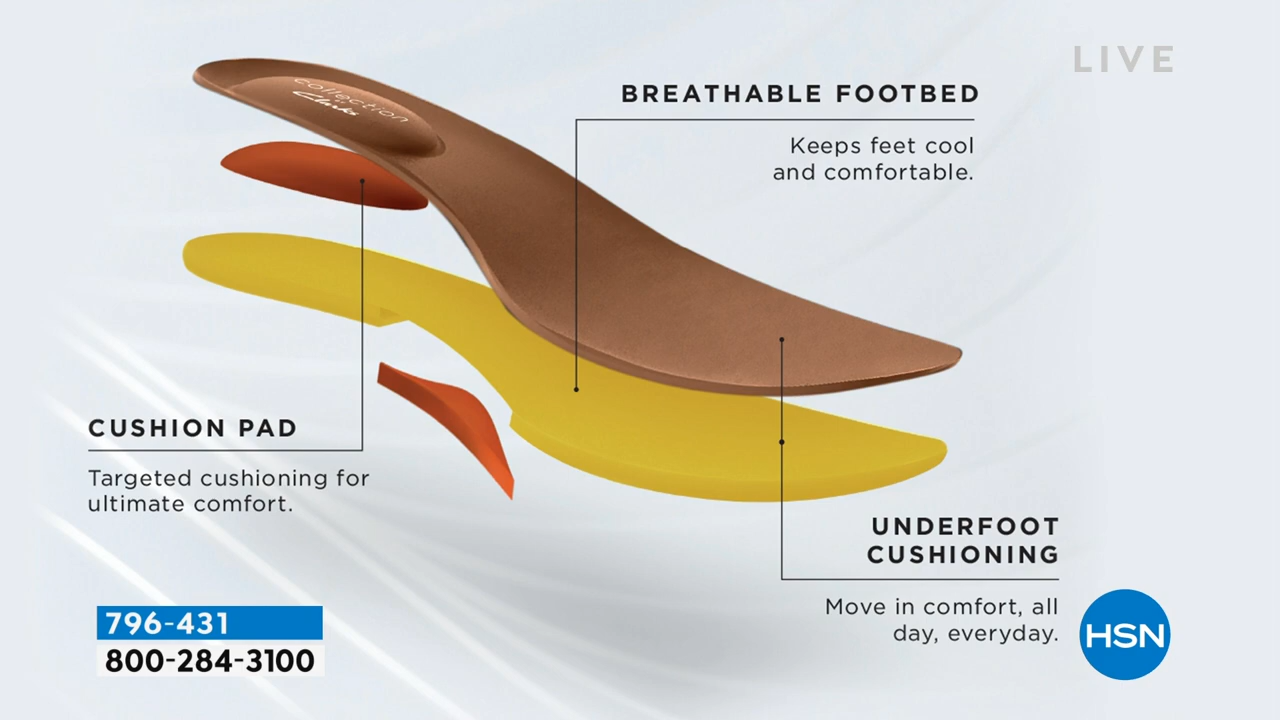 LIVE
collection
by
Clarks
BREATHABLE FOOTBED
Keeps feet cool
and comfortable.
CUSHION PAD
Targeted cushioning for
ultimate comfort.
UNDERFOOT
CUSHIONING
Move in comfort, all
day, everyday.
796-431
800-284-3100
HSN